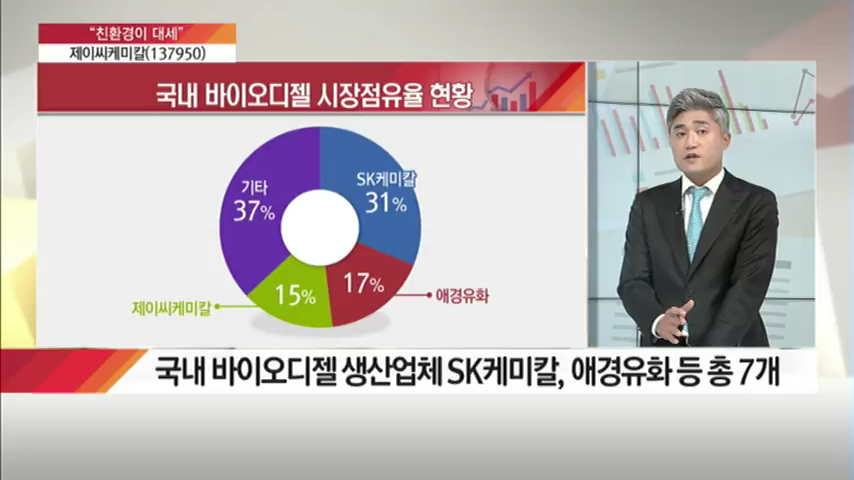 “친환경이 대세”
제이씨케미칼(137950)
국내 바이오디젤 시장점유율 현황
기타
37%
SK케미칼
31%
제이씨케미칼
15%
17%
애경유화
국내 바이오디젤 생산업체 SK케미칼, 애경유화 등 총 7개